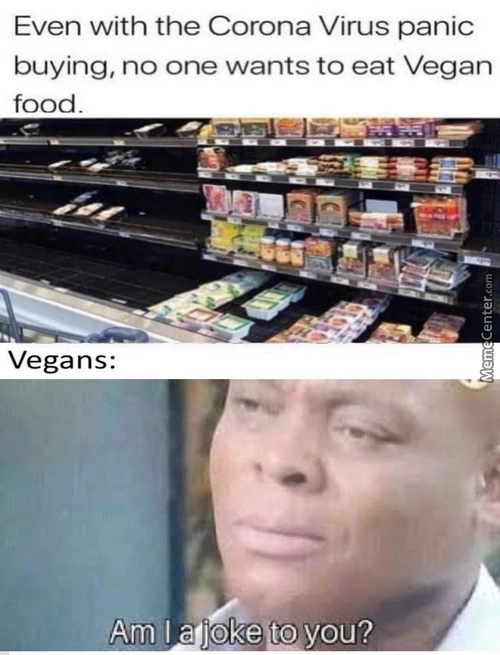 Even with the Corona Virus panic
buying, no one wants to eat Vegan
food.
MemeCenter.com
Vegans:
Am I a joke to you?